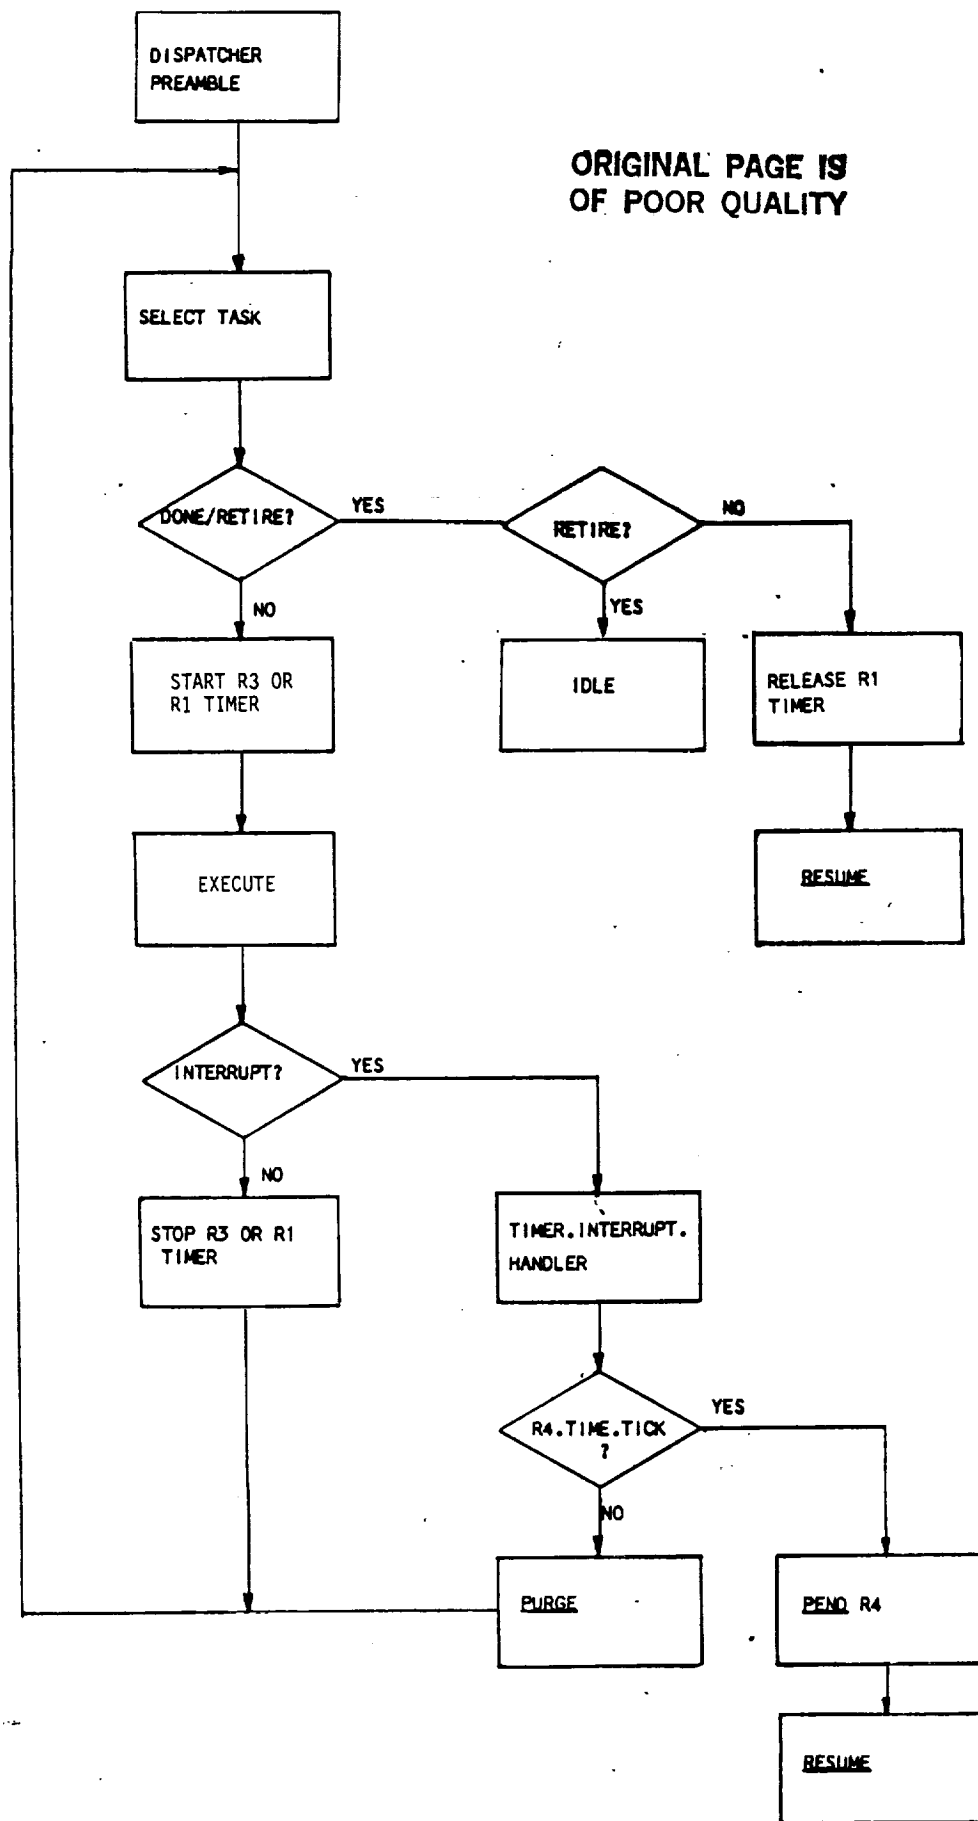 DISPATCHER
PREAMBLE
ORIGINAL PAGE IS
OF POOR QUALITY
SELECT TASK
DONE/RETIRE?
YES
RETIRE?
NO
NO
YES
START R3 OR
R1 TIMER
IDLE
RELEASE R1
TIMER
EXECUTE
RESUME
INTERRUPT?
YES
NO
STOP R3 OR R1
TIMER
TIMER.INTERRUPT.
HANDLER
R4.TIME.TICK
?
YES
NO
PURGE
PEND R4
RESUME